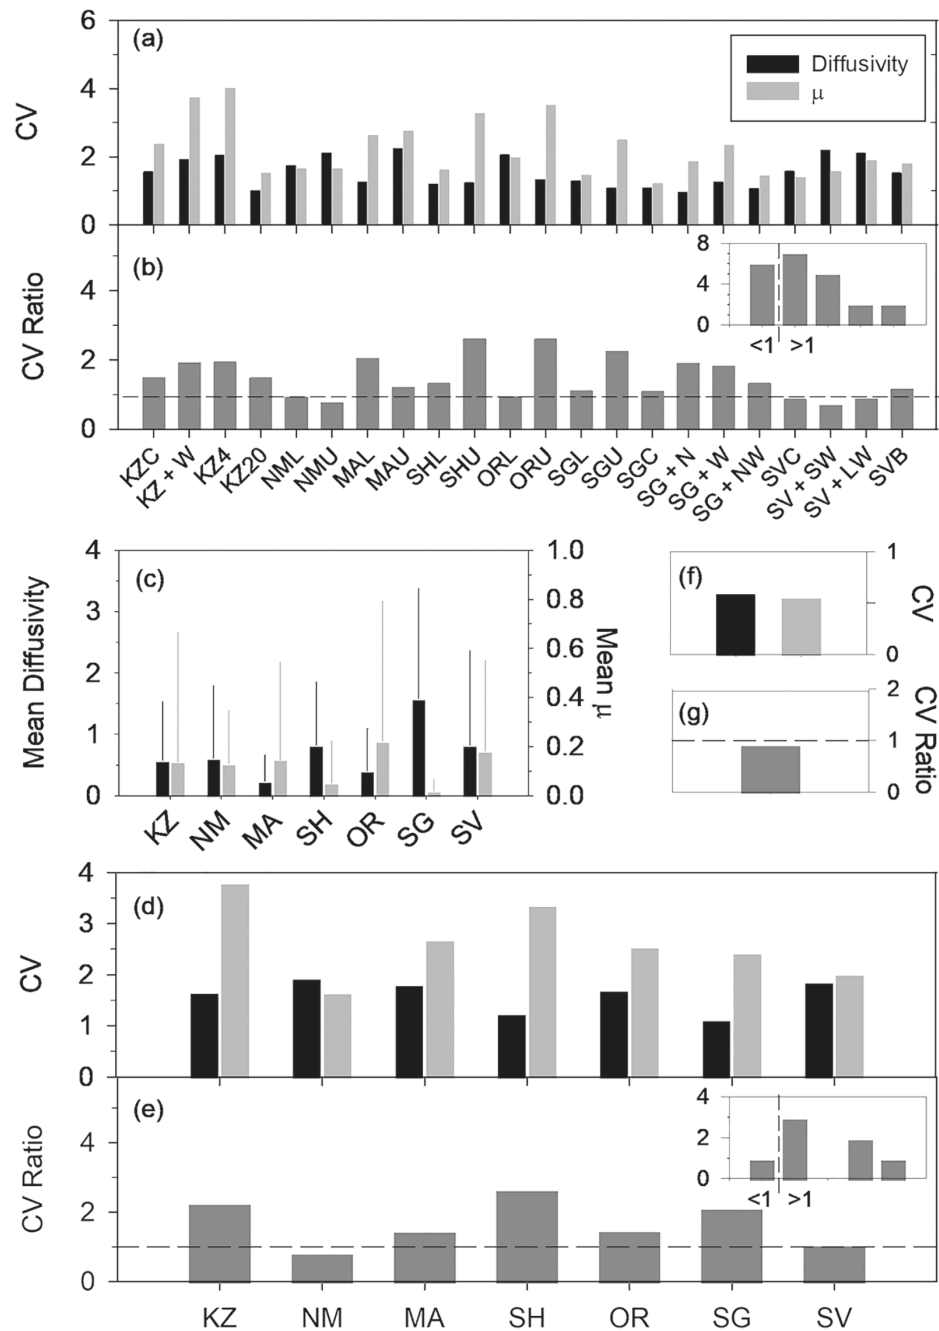 (a)
Diffusivity
μ
CV
6
4
2
0
(b)
CV Ratio
4
2
0
8
4
0
<1
>1
KZC
KZ + W
KZ4
KZ20
NML
NMU
MAL
MAU
SHL
SHU
ORL
ORU
SGL
SGU
SGC
SG + N
SG + W
SG + NW
SVC
SV + SW
SV + LW
SVB
(c)
Mean Diffusivity
4
3
2
1
0
Mean μ
1.0
0.8
0.6
0.4
0.2
0.0
KZ
NM
MA
SH
OR
SG
SV
(f)
CV
1
0
(g)
CV Ratio
2
1
0
(d)
CV
4
3
2
1
0
(e)
CV Ratio
4
2
0
4
2
0
<1
>1
KZ
NM
MA
SH
OR
SG
SV